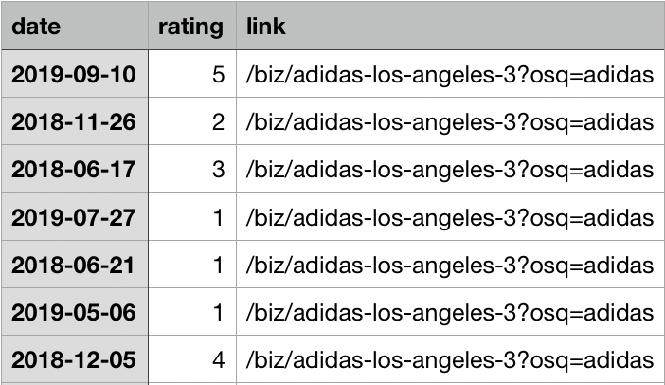 date rating link
2019-09-10 5 /biz/adidas-los-angeles-3?osq=adidas
2018-11-26 2 /biz/adidas-los-angeles-3?osq=adidas
2018-06-17 3 /biz/adidas-los-angeles-3?osq=adidas
2019-07-27 1 /biz/adidas-los-angeles-3?osq=adidas
2018-06-21 1 /biz/adidas-los-angeles-3?osq=adidas
2019-05-06 1 /biz/adidas-los-angeles-3?osq=adidas
2018-12-05 4 /biz/adidas-los-angeles-3?osq=adidas